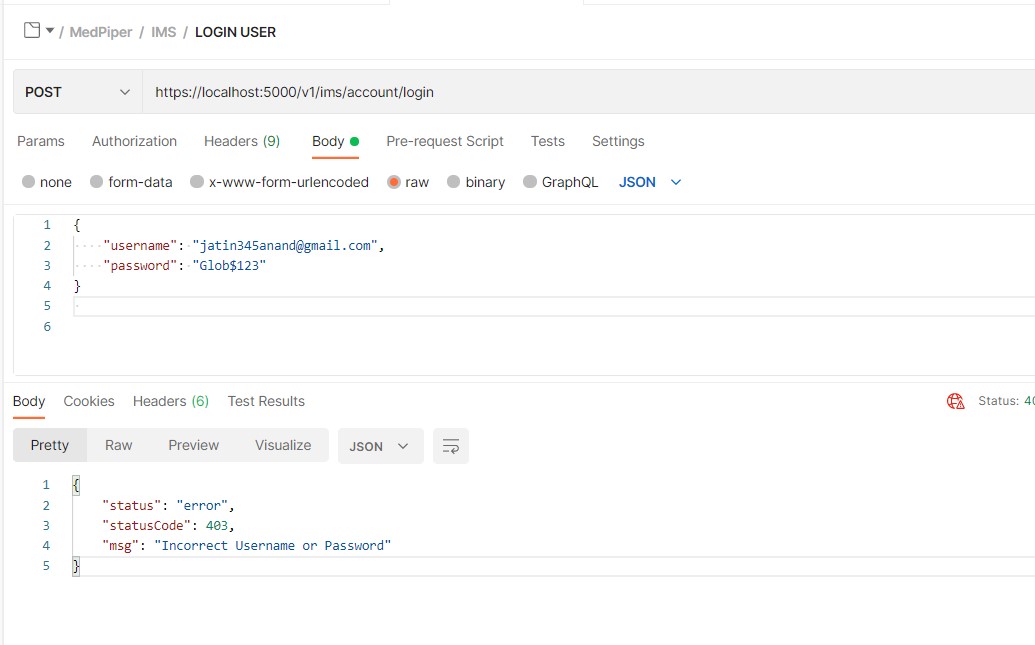 / MedPiper / IMS / LOGIN USER
POST https://localhost:5000/v1/ims/account/login
Params Authorization Headers (9) Body Pre-request Script Tests Settings
none form-data x-www-form-urlencoded raw binary GraphQL JSON
1 {
2 "username": "jatin345anand@gmail.com",
3 "password": "Glob$123"
4 }
5
6
Body Cookies Headers (6) Test Results Status: 40
Pretty Raw Preview Visualize JSON
1 {
2 "status": "error",
3 "statusCode": 403,
4 "msg": "Incorrect Username or Password"
5 }